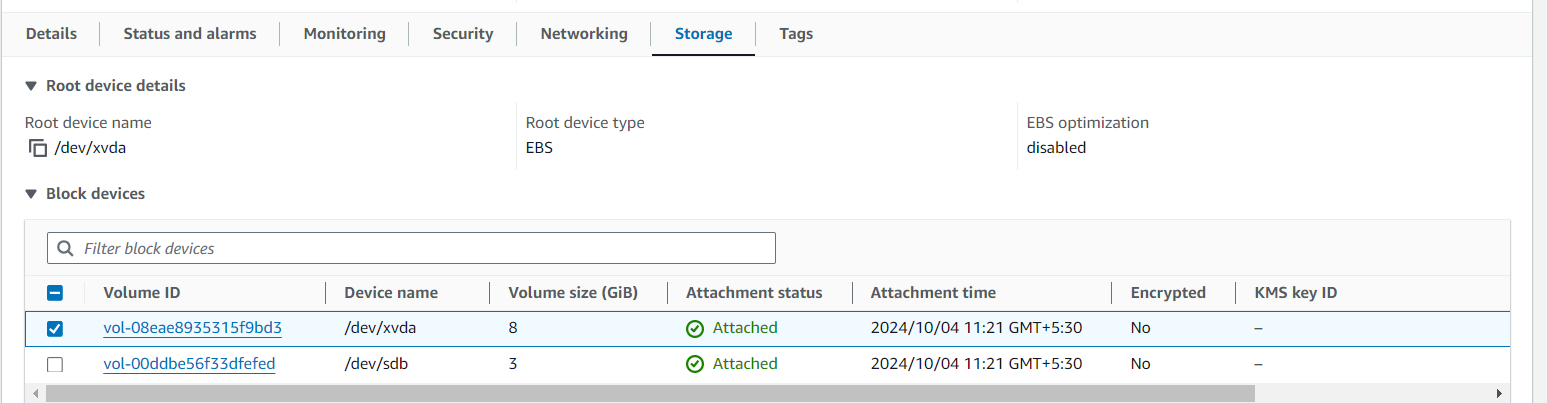 Details Status and alarms Monitoring Security Networking Storage Tags
Root device details
Root device name Root device type EBS optimization
/dev/xvda EBS disabled
Block devices
Filter block devices
Volume ID Device name Volume size (GiB) Attachment status Attachment time Encrypted KMS key ID
vol-08eae8935315f9bd3 /dev/xvda 8 Attached 2024/10/04 11:21 GMT+5:30 No –
vol-00ddbe56f33dfefed /dev/sdb 3 Attached 2024/10/04 11:21 GMT+5:30 No –